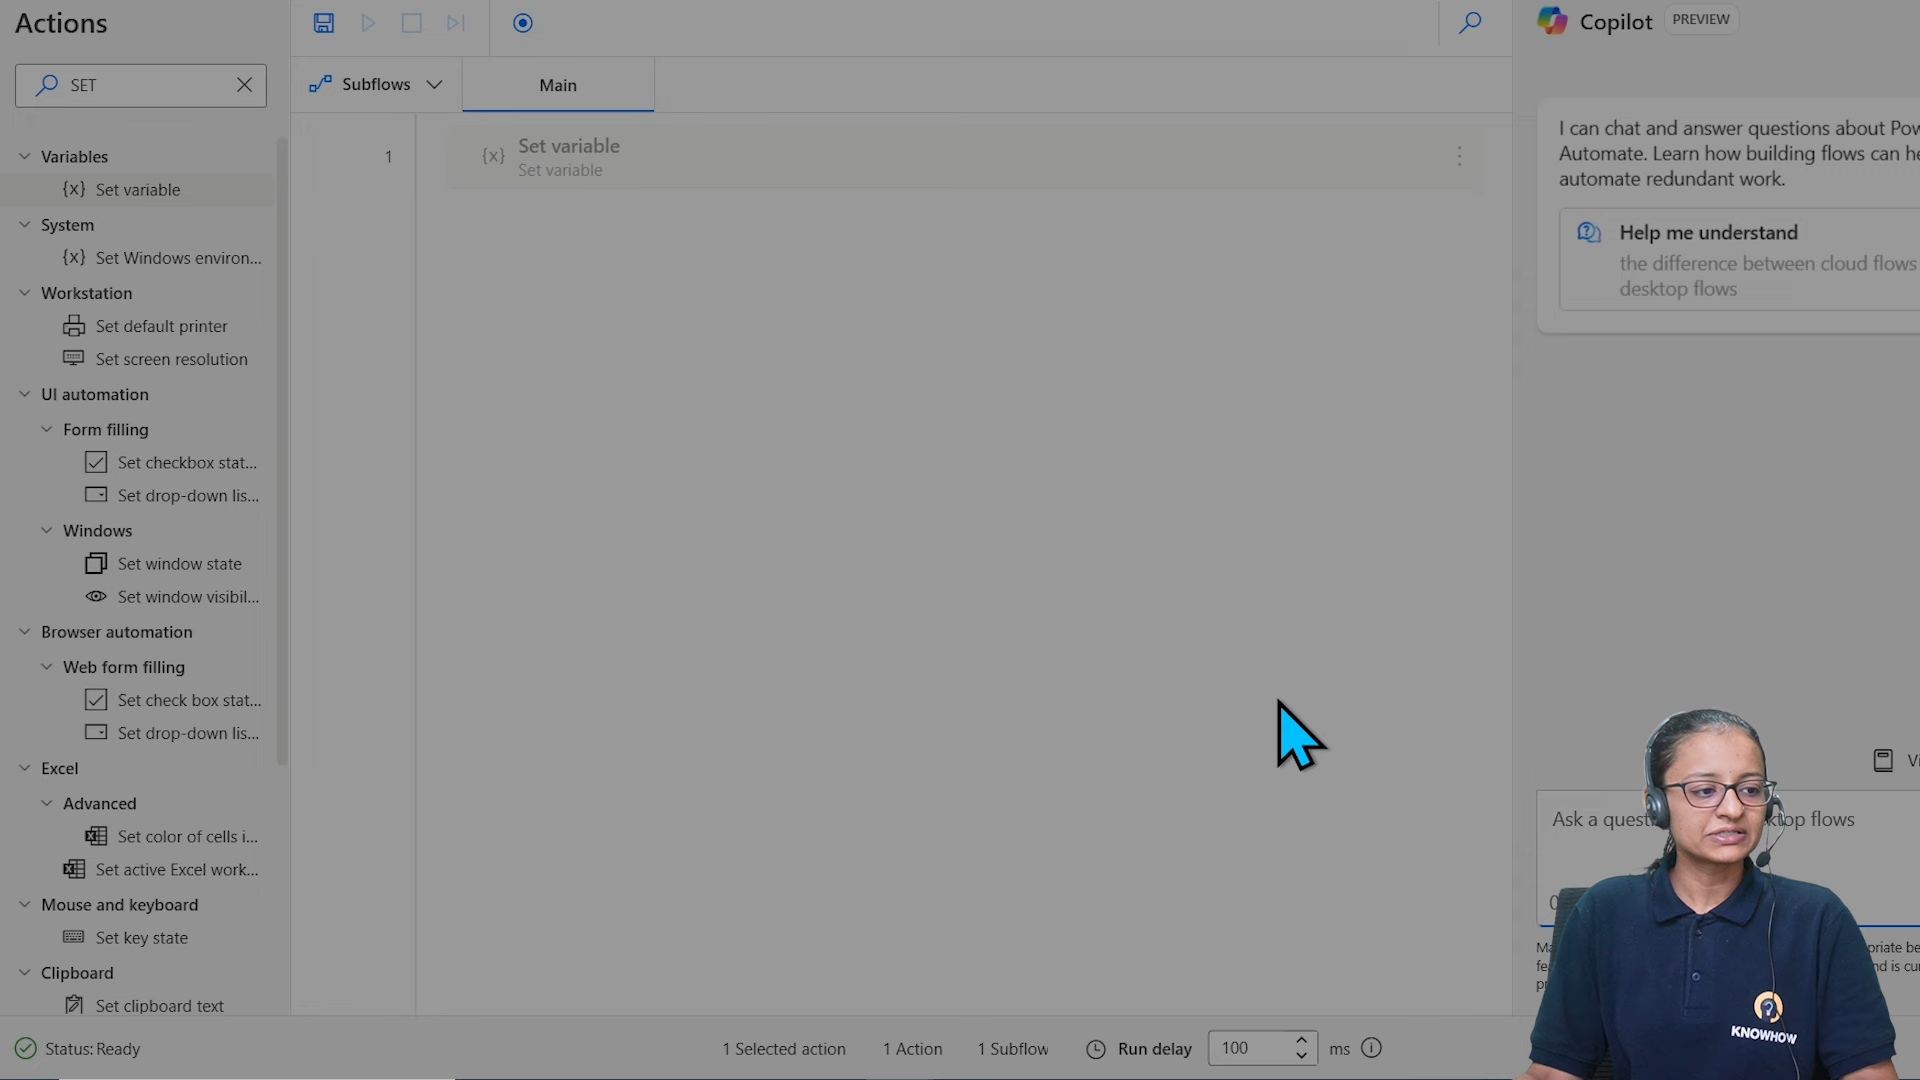 Actions
SET
Variables
Set variable
System
Set Windows environ...
Workstation
Set default printer
Set screen resolution
UI automation
Form filling
Set checkbox stat...
Set drop-down lis...
Windows
Set window state
Set window visibil...
Browser automation
Web form filling
Set check box stat...
Set drop-down lis...
Excel
Advanced
Set color of cells i...
Set active Excel work...
Mouse and keyboard
Set key state
Clipboard
Set clipboard text
Subflows
Main
1
{x} Set variable
Set variable
Copilot PREVIEW
I can chat and answer questions about Pow
Automate. Learn how building flows can he
automate redundant work.
Help me understand
the difference between cloud flows
desktop flows
Ask a quest ktop flows
priate be
nd is cu
KNOWHOW
Status: Ready
1 Selected action
1 Action
1 Subflow
Run delay
100
ms